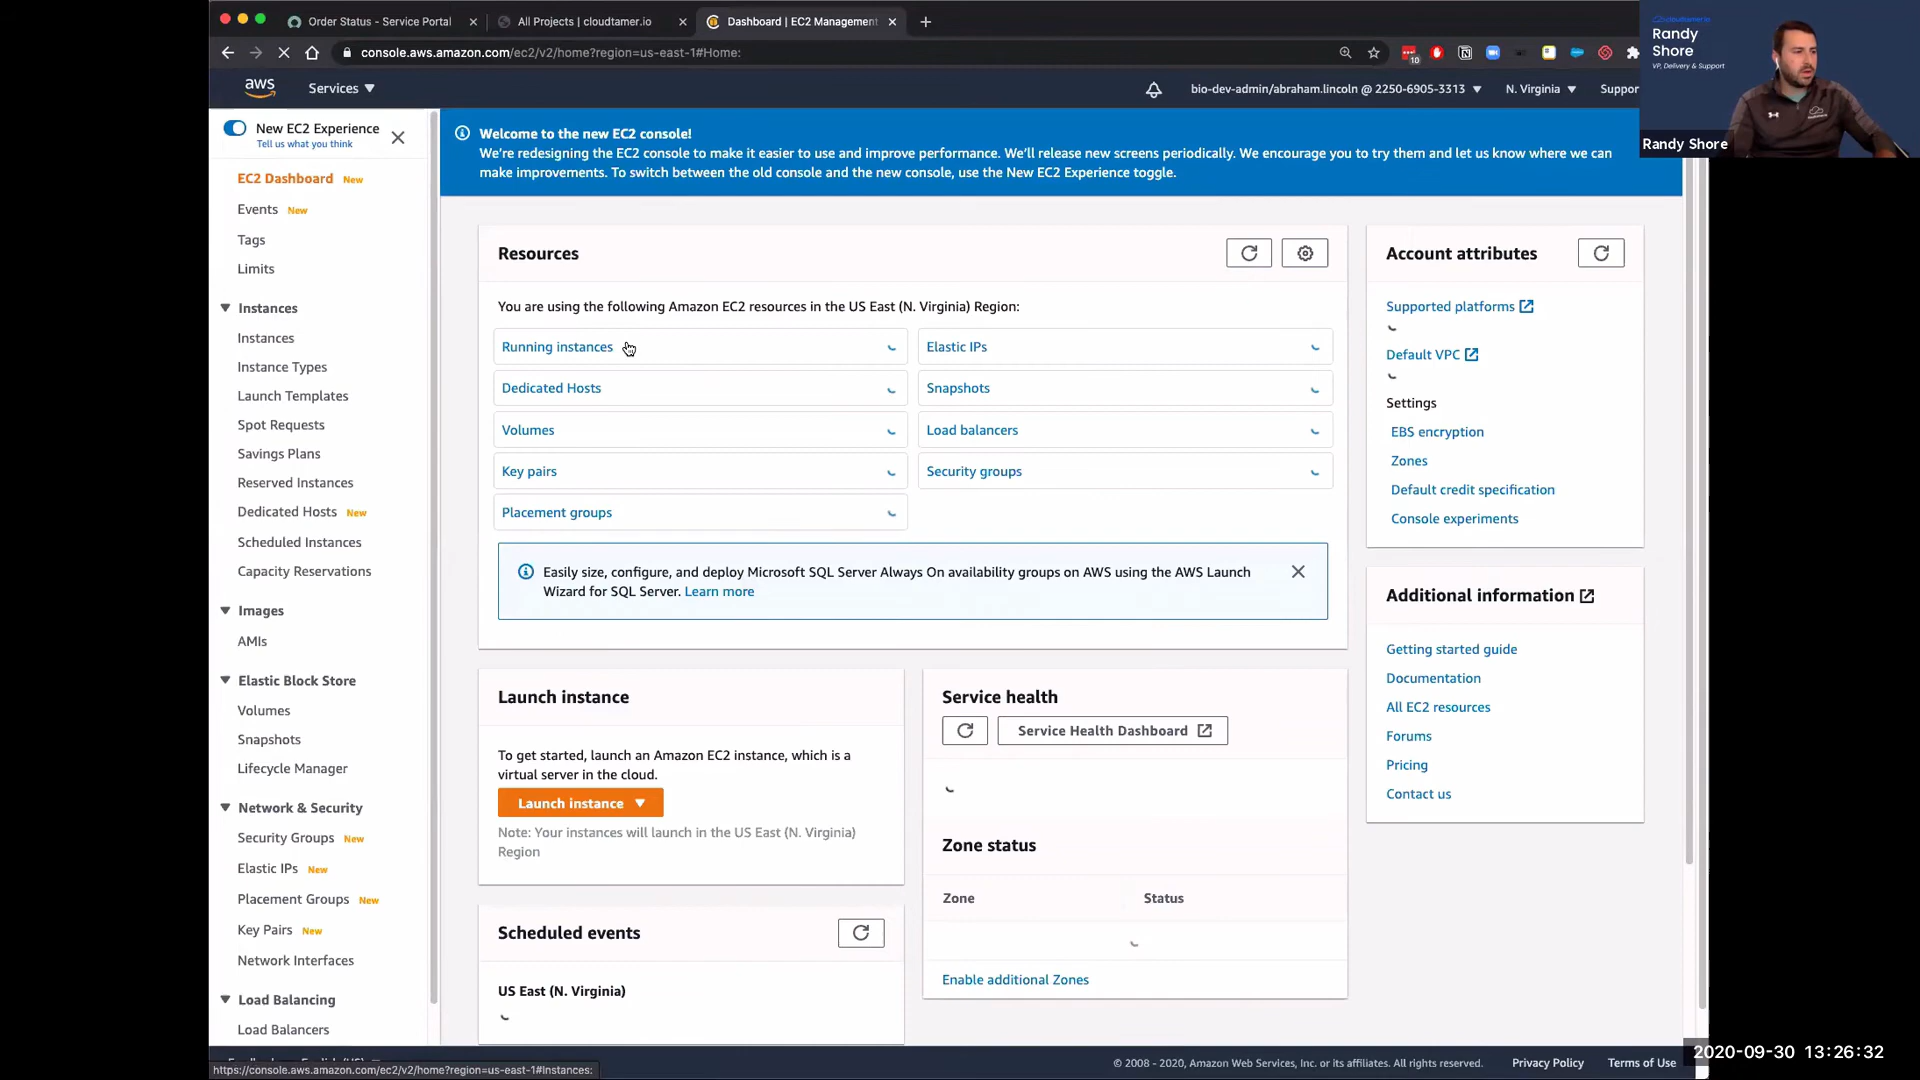 Order Status - Service Portal
All Projects | cloudtamer.io
Dashboard | EC2 Management
console.aws.amazon.com/ec2/v2/home?region=us-east-1#Home:
10
aws
Services
bio-dev-admin/abraham.lincoln @ 2250-6905-3313
N. Virginia
Suppor
cloudtamer.io
Randy
Shore
VP, Delivery & Support
Randy Shore
New EC2 Experience
Tell us what you think
EC2 Dashboard New
Events New
Tags
Limits
Instances
Instances
Instance Types
Launch Templates
Spot Requests
Savings Plans
Reserved Instances
Dedicated Hosts New
Scheduled Instances
Capacity Reservations
Images
AMIs
Elastic Block Store
Volumes
Snapshots
Lifecycle Manager
Network & Security
Security Groups New
Elastic IPs New
Placement Groups New
Key Pairs New
Network Interfaces
Load Balancing
Load Balancers
Welcome to the new EC2 console!
We're redesigning the EC2 console to make it easier to use and improve performance. We'll release new screens periodically. We encourage you to try them and let us know where we can
make improvements. To switch between the old console and the new console, use the New EC2 Experience toggle.
Resources
You are using the following Amazon EC2 resources in the US East (N. Virginia) Region:
Running instances
Elastic IPs
Dedicated Hosts
Snapshots
Volumes
Load balancers
Key pairs
Security groups
Placement groups
Easily size, configure, and deploy Microsoft SQL Server Always On availability groups on AWS using the AWS Launch
Wizard for SQL Server. Learn more
Launch instance
To get started, launch an Amazon EC2 instance, which is a
virtual server in the cloud.
Launch instance
Note: Your instances will launch in the US East (N. Virginia)
Region
Scheduled events
US East (N. Virginia)
Service health
Service Health Dashboard
Zone status
Zone
Status
Enable additional Zones
Account attributes
Supported platforms
Default VPC
Settings
EBS encryption
Zones
Default credit specification
Console experiments
Additional information
Getting started guide
Documentation
All EC2 resources
Forums
Pricing
Contact us
https://console.aws.amazon.com/ec2/v2/home?region=us-east-1#Instances:
© 2008 - 2020, Amazon Web Services, Inc. or its affiliates. All rights reserved.
Privacy Policy
Terms of Use
2020-09-30 13:26:32